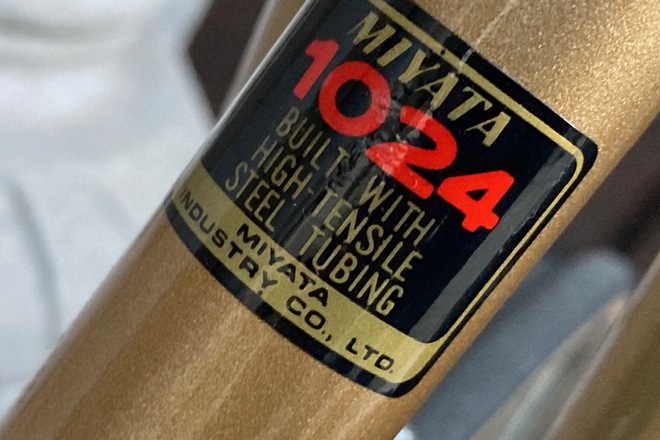 MIYATA
1024
BUILT WITH
HIGH-TENSILE
STEEL TUBING
MIYATA
INDUSTRY CO., LTD.